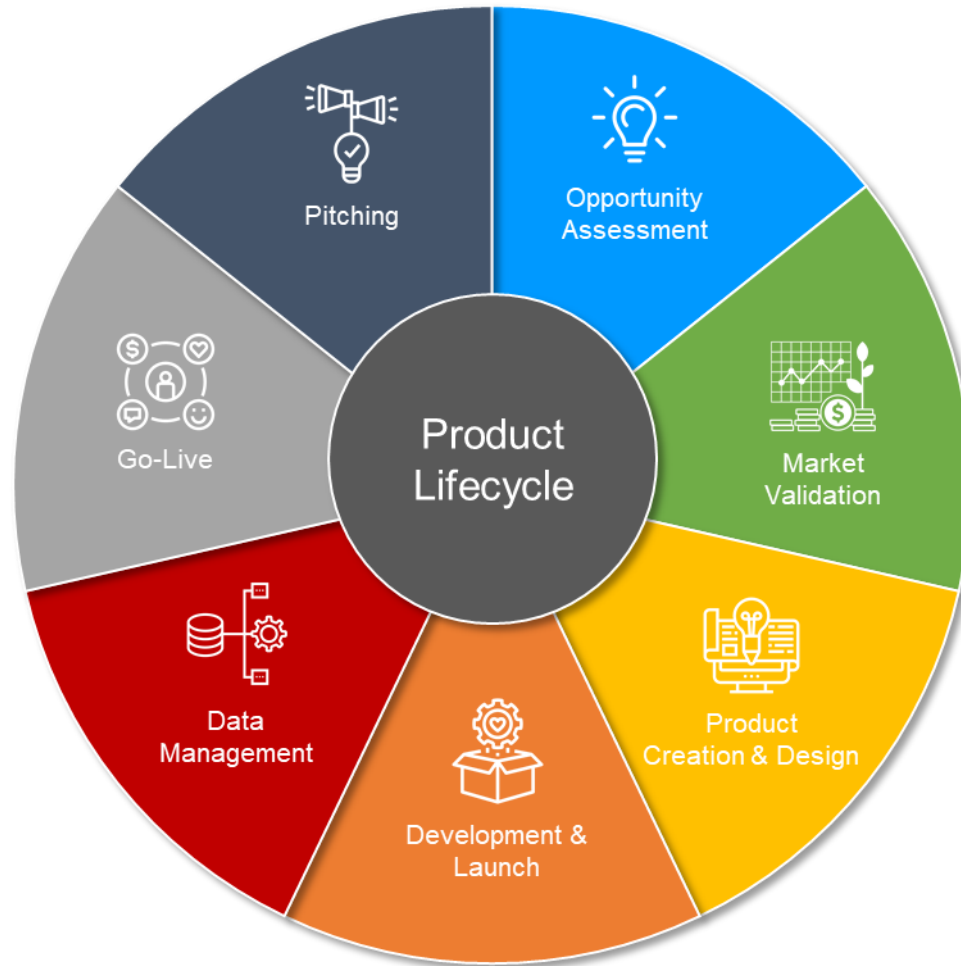 Product
Lifecycle
Opportunity
Assessment
Market
Validation
Product
Creation & Design
Development &
Launch
Data
Management
Go-Live
Pitching